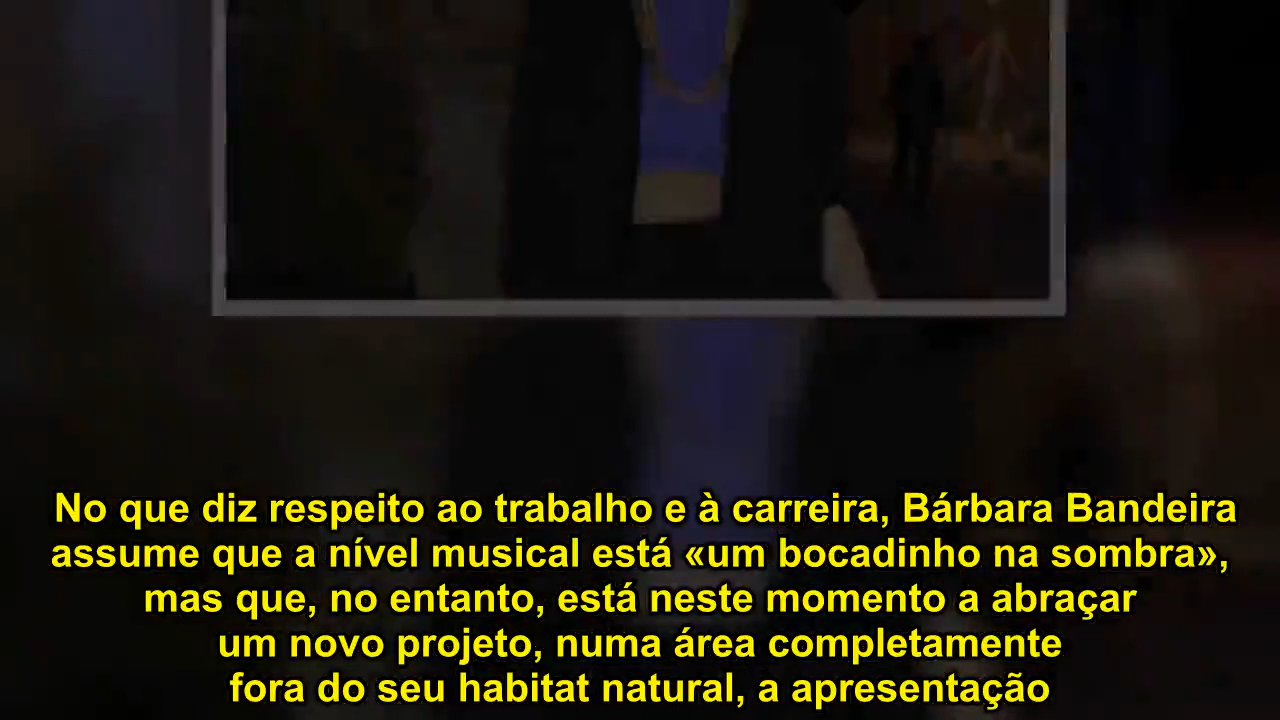 No que diz respeito ao trabalho e à carreira, Bárbara Bandeira
assume que a nível musical está «um bocadinho na sombra»,
mas que, no entanto, está neste momento a abraçar
um novo projeto, numa área completamente
fora do seu habitat natural, a apresentação